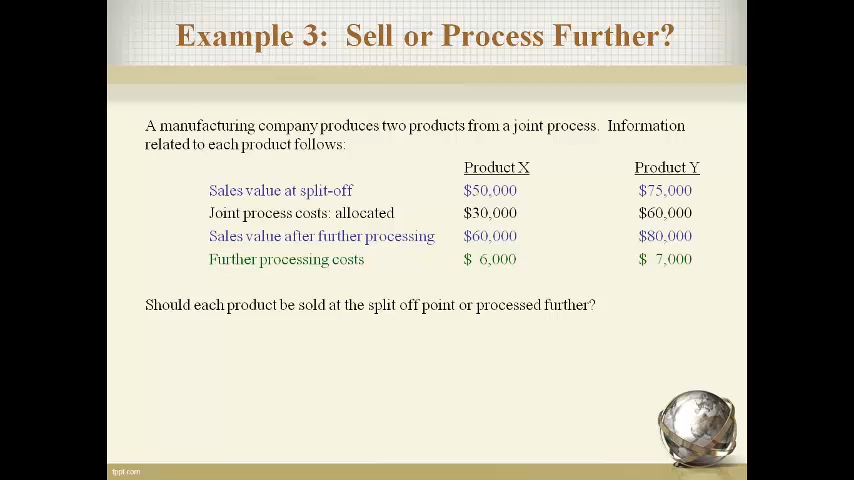 Example 3: Sell or Process Further?
A manufacturing company produces two products from a joint process. Information
related to each product follows:
Product X Product Y
Sales value at split-off $50,000 $75,000
Joint process costs: allocated $30,000 $60,000
Sales value after further processing $60,000 $80,000
Further processing costs $ 6,000 $ 7,000
Should each product be sold at the split off point or processed further?
fppt.com